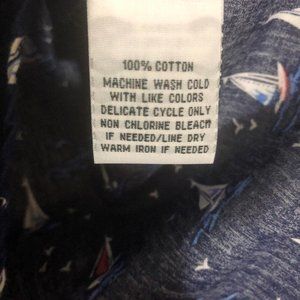 100% COTTON
MACHINE WASH COLD
WITH LIKE COLORS
DELICATE CYCLE ONLY
NON CHLORINE BLEACH
IF NEEDED/LINE DRY
WARM IRON IF NEEDED